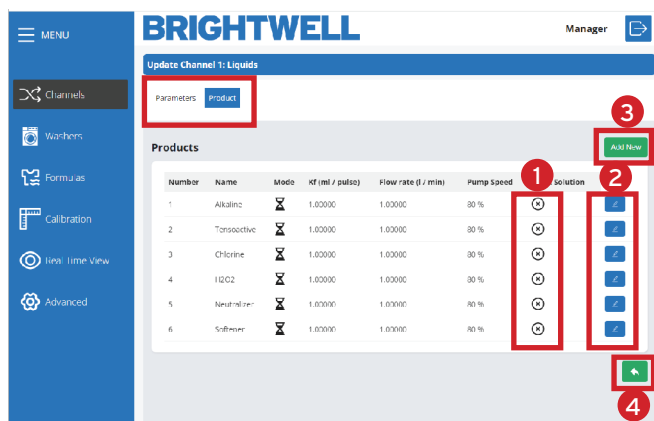 MENU
BRIGHTWELL
Manager
Update Channel 1: Liquids
Channels
Parameters Product
3
Washers
Products
Add New
Formulas
Number Name Mode Kf (ml / pulse) Flow rate (l / min) Pump Speed 1 Solution 2
1 Alkaline 1.00000 1.00000 80 %
Calibration
2 Tensoactive 1.00000 1.00000 80 %
3 Chlorine 1.00000 1.00000 80 %
Real Time View
4 H2O2 1.00000 1.00000 80 %
Advanced
5 Neutralizer 1.00000 1.00000 80 %
6 Softener 1.00000 1.00000 80 %
4